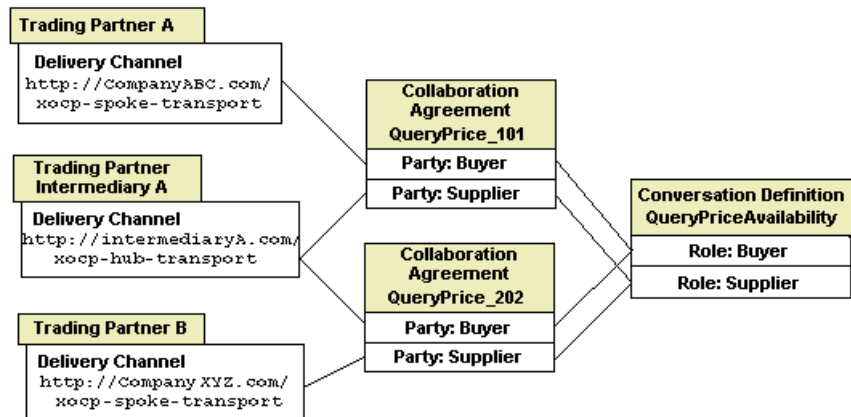 Trading Partner A
Delivery Channel
http://CompanyABC.com/
xocp-spoke-transport
Trading Partner
Intermediary A
Delivery Channel
http://intermediaryA.com/
xocp-hub-transport
Trading Partner B
Delivery Channel
http://CompanyXYZ.com/
xocp-spoke-transport
Collaboration
Agreement
QueryPrice_101
Party: Buyer
Party: Supplier
Collaboration
Agreement
QueryPrice_202
Party: Buyer
Party: Supplier
Conversation Definition
QueryPriceAvailability
Role: Buyer
Role: Supplier